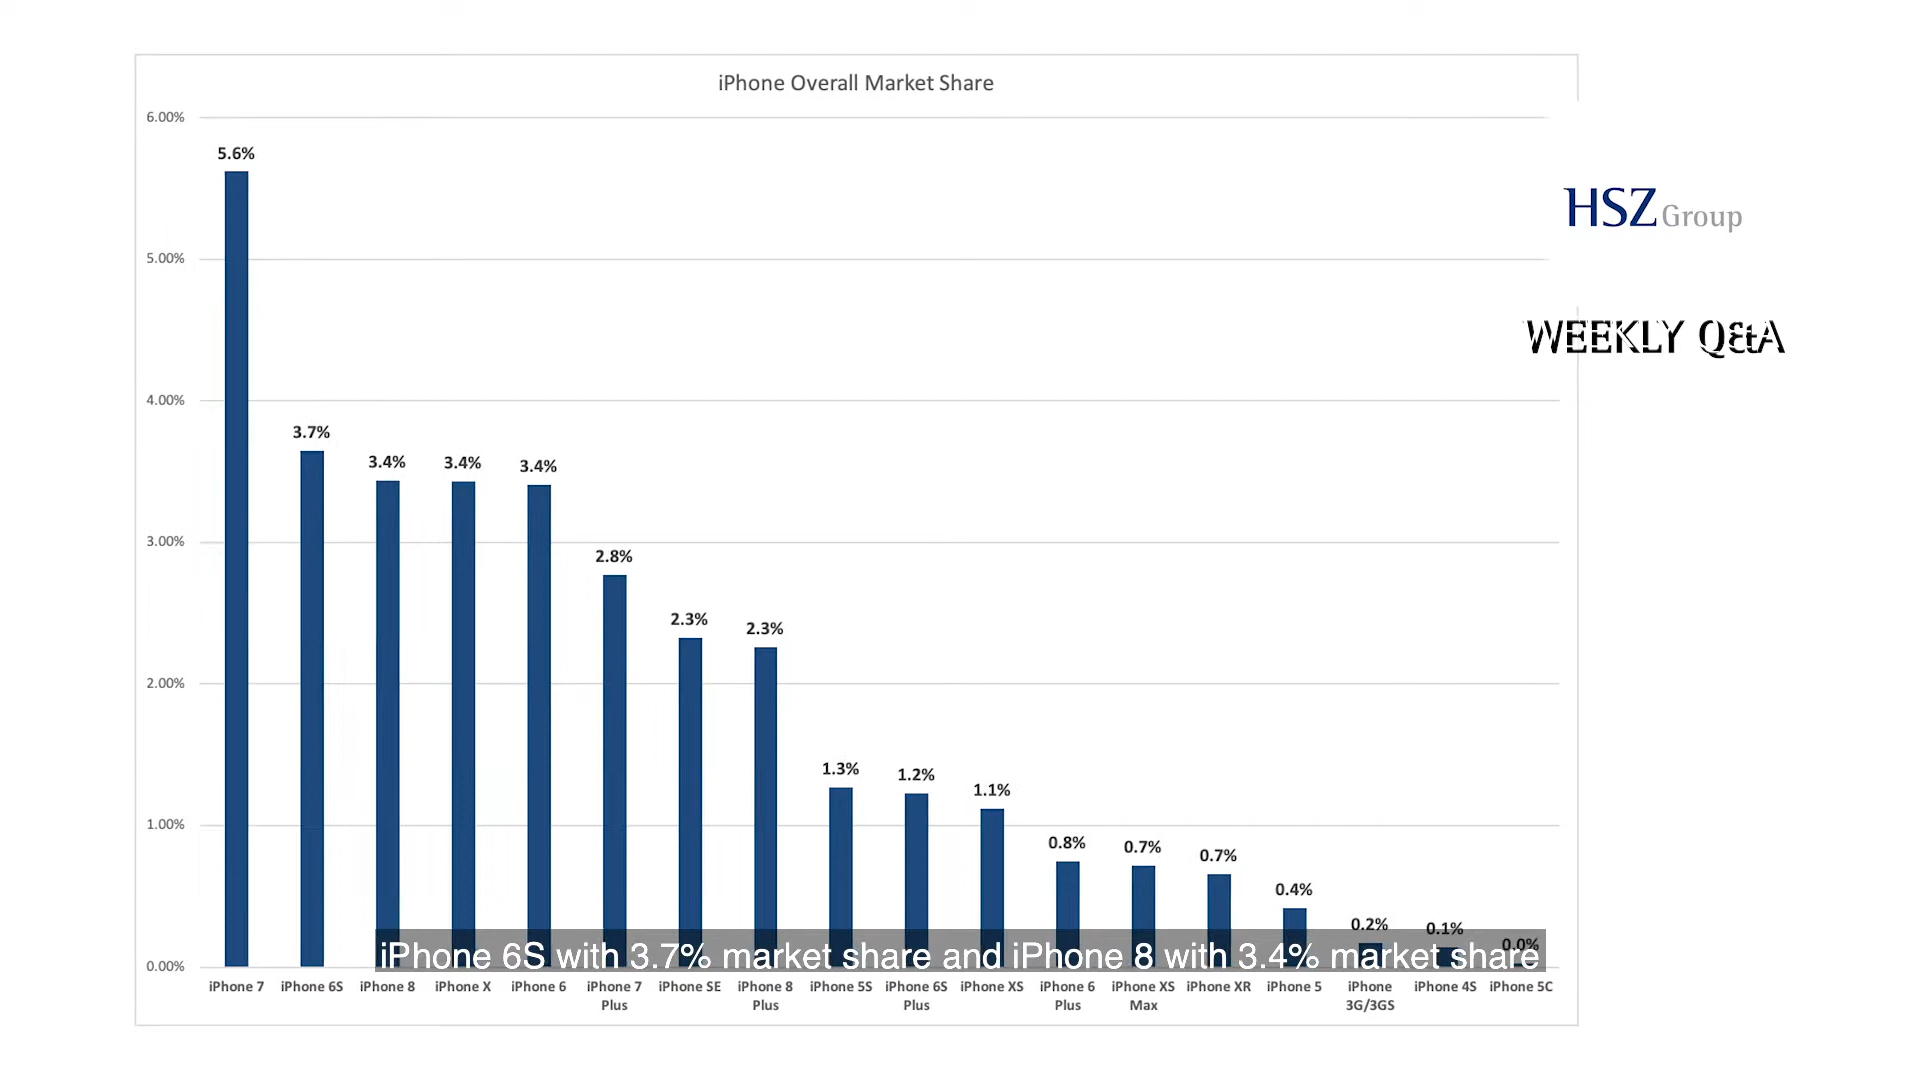 iPhone Overall Market Share
6.00%
5.00%
4.00%
3.00%
2.00%
1.00%
0.00%
5.6%
3.7%
3.4%
3.4%
3.4%
2.8%
2.3%
2.3%
1.3%
1.2%
1.1%
0.8%
0.7%
0.7%
0.4%
0.2%
0.1%
0.0%
iPhone 7
iPhone 6S
iPhone 8
iPhone X
iPhone 6
iPhone 7
Plus
iPhone SE
iPhone 8
Plus
iPhone 5S
iPhone 6S
Plus
iPhone XS
iPhone 6
Plus
iPhone XS
Max
iPhone XR
iPhone 5
iPhone
3G/3GS
iPhone 4S
iPhone 5C
HSZ Group
WEEKLY Q&A
iPhone 6S with 3.7% market share and iPhone 8 with 3.4% market share